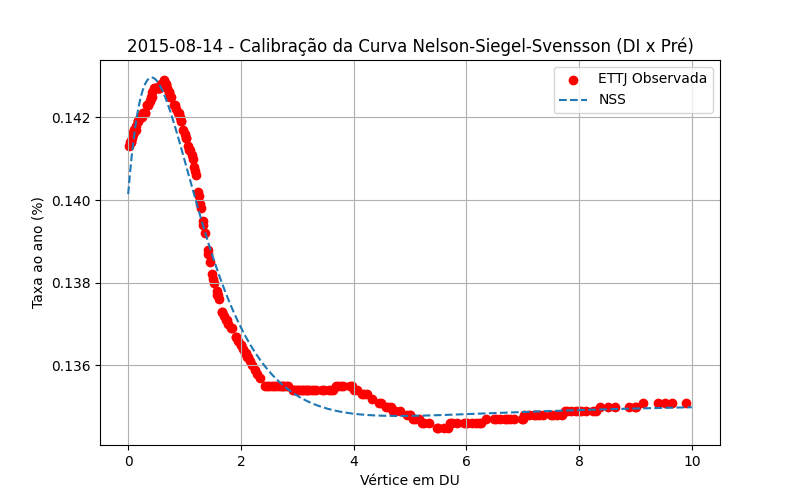 2015-08-14 - Calibração da Curva Nelson-Siegel-Svensson (DI x Pré)
ETTJ Observada
NSS
Taxa ao ano (%)
0.142
0.140
0.138
0.136
0 2 4 6 8 10
Vértice em DU